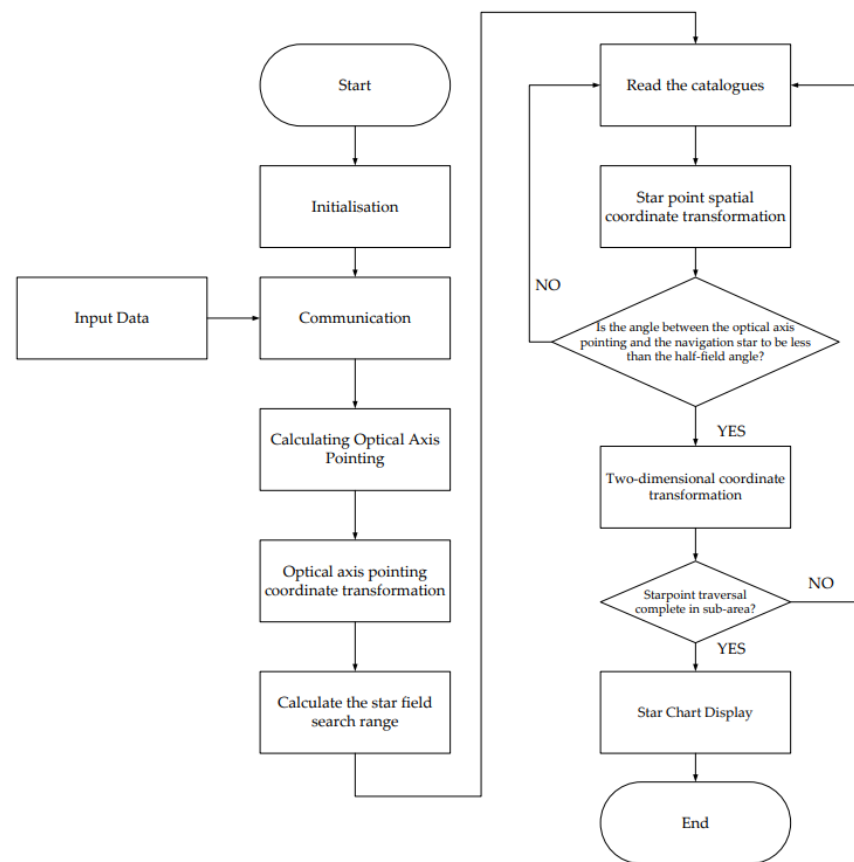 Start
Initialisation
Input Data
Communication
Calculating Optical Axis
Pointing
Optical axis pointing
coordinate transformation
Calculate the star field
search range
Read the catalogues
Star point spatial
coordinate transformation
NO
Is the angle between the optical axis
pointing and the navigation star to be less
than the half-field angle?
YES
Two-dimensional coordinate
transformation
Starpoint traversal
complete in sub-area?
NO
YES
Star Chart Display
End